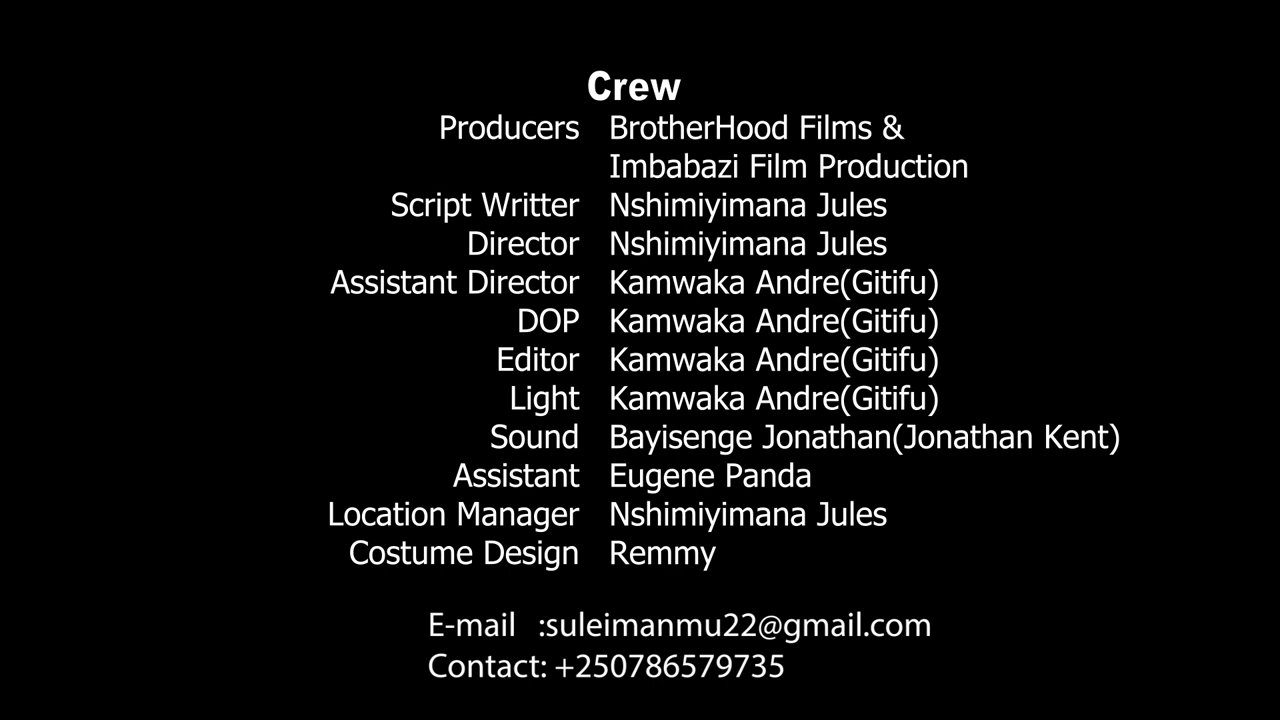 Crew
Producers BrotherHood Films &
Imbabazi Film Production
Script Writter Nshimiyimana Jules
Director Nshimiyimana Jules
Assistant Director Kamwaka Andre(Gitifu)
DOP Kamwaka Andre(Gitifu)
Editor Kamwaka Andre(Gitifu)
Light Kamwaka Andre(Gitifu)
Sound Bayisenge Jonathan(Jonathan Kent)
Assistant Eugene Panda
Location Manager Nshimiyimana Jules
Costume Design Remmy
E-mail :suleimanmu22@gmail.com
Contact: +250786579735